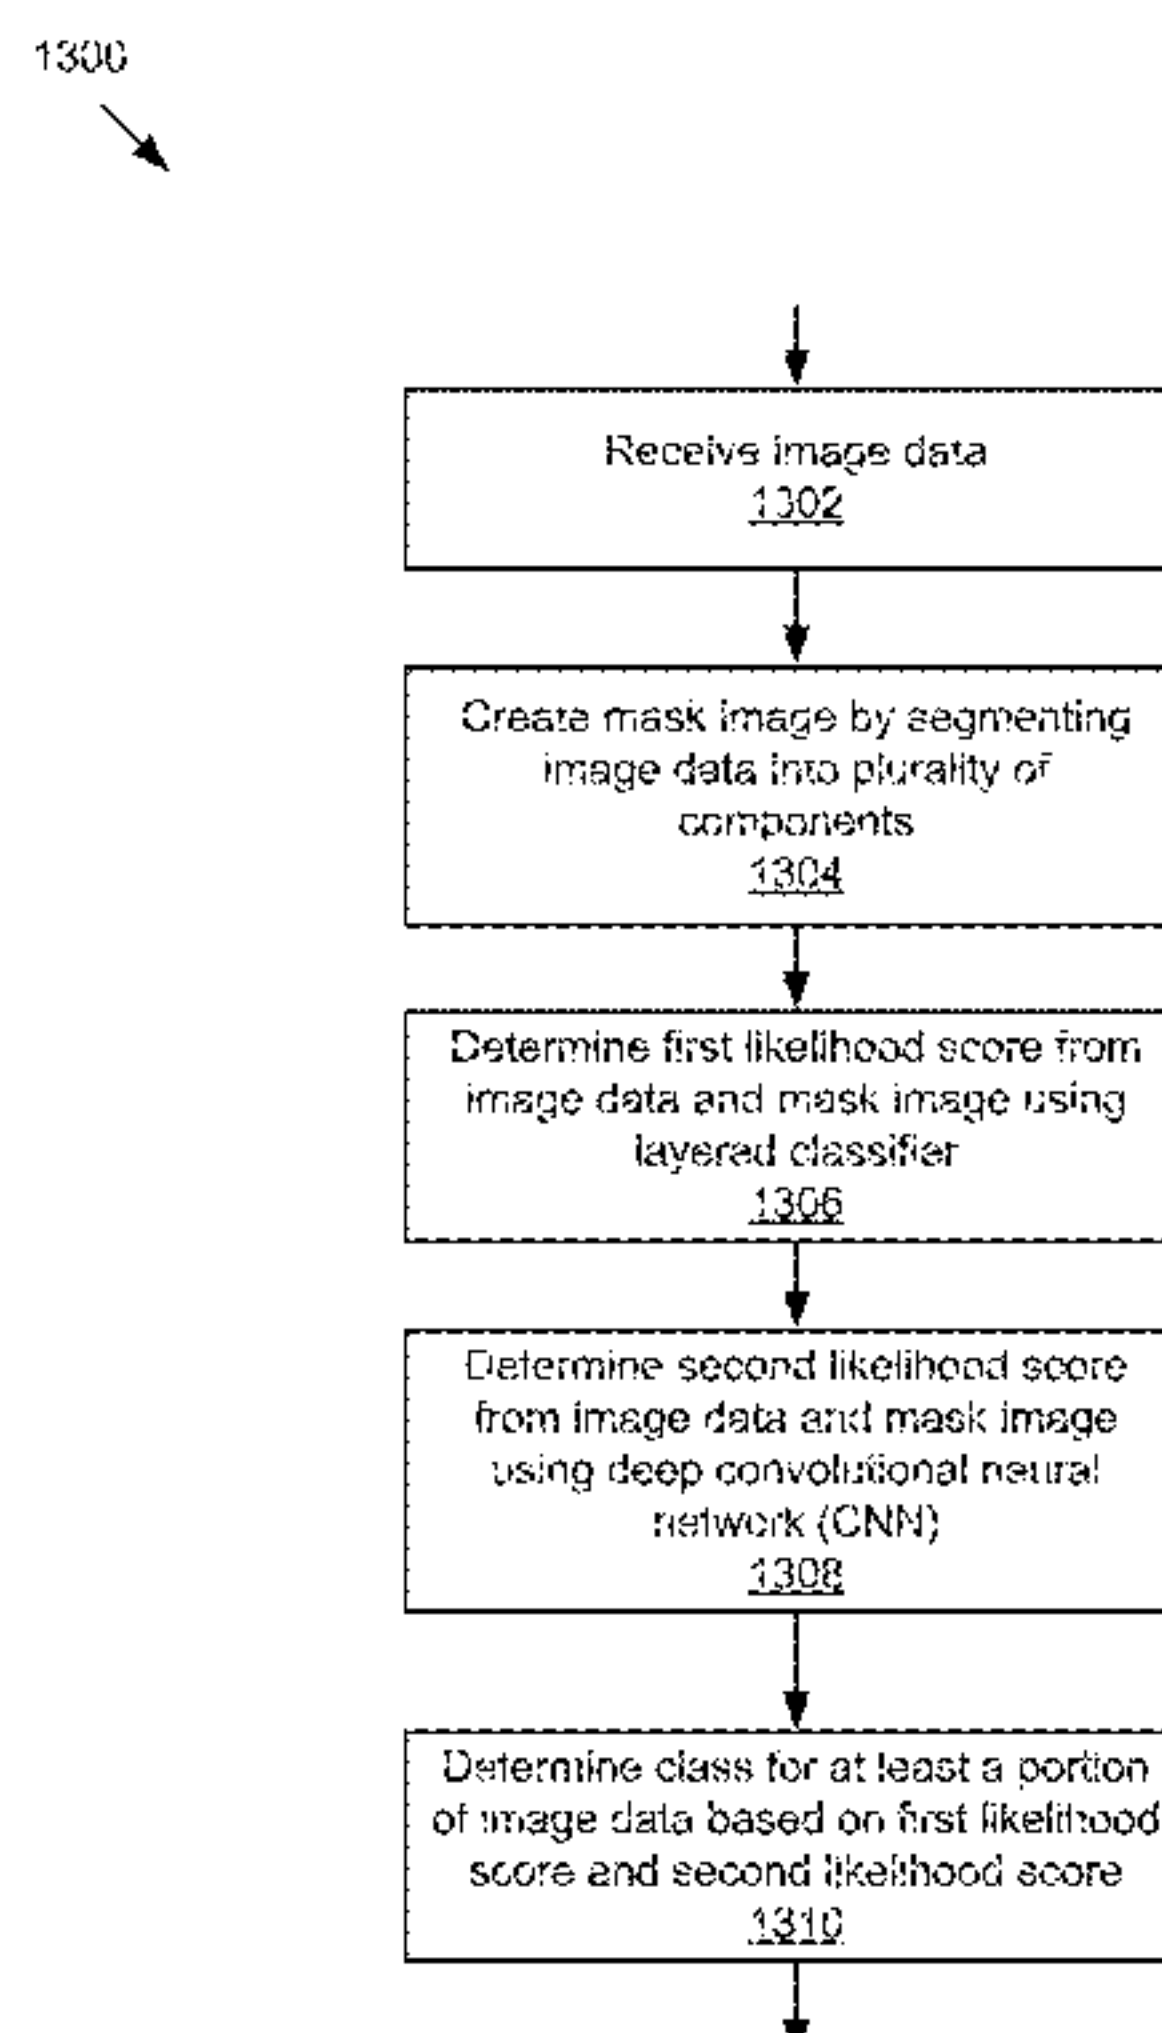 1300
Receive image data
1302
Create mask image by segmenting
image data into plurality of
components
1304
Determine first likelihood score from
image data and mask image using
layered classifier
1306
Determine second likelihood score
from image data and mask image
using deep convolutional neural
network (CNN)
1308
Determine class for at least a portion
of image data based on first likelihood
score and second likelihood score
1310